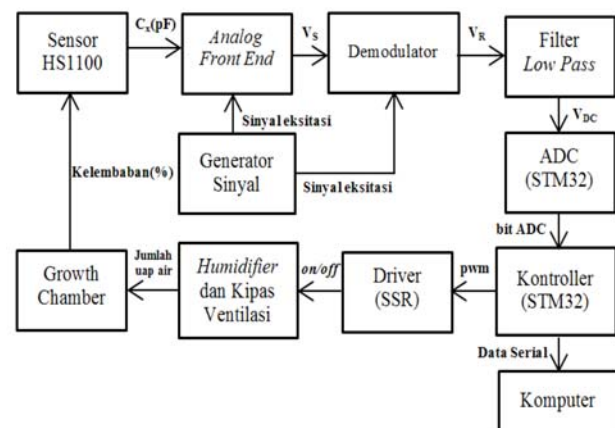 Sensor
HS1100
Cx(pF)
Analog
Front End
VS
Demodulator
VR
Filter
Low Pass
Sinyal eksitasi
VDC
Kelembaban(%)
Generator
Sinyal
Sinyal eksitasi
ADC
(STM32)
bit ADC
Growth
Chamber
Jumlah
uap air
Humidifier
dan Kipas
Ventilasi
on/off
Driver
(SSR)
pwm
Kontroller
(STM32)
Data Serial
Komputer